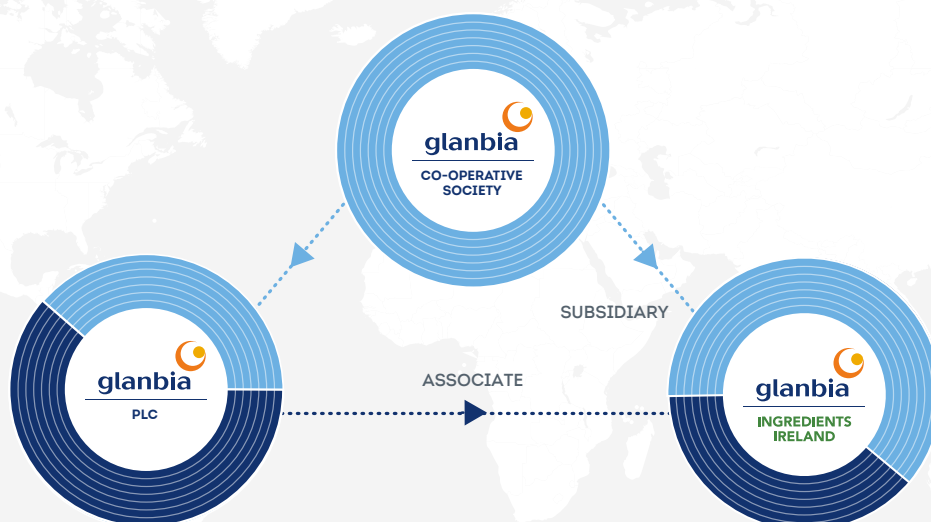 glanbia
CO-OPERATIVE
SOCIETY
SUBSIDIARY
ASSOCIATE
glanbia
PLC
glanbia
INGREDIENTS
IRELAND